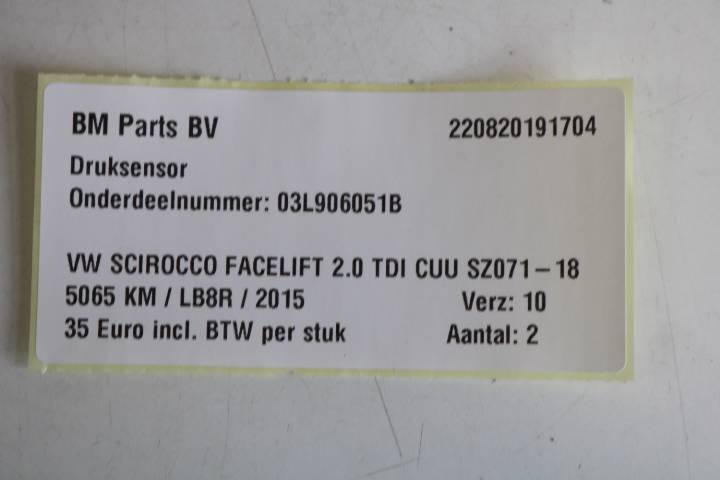 BM Parts BV 220820191704
Druksensor
Onderdeelnummer: 03L906051B
VW SCIROCCO FACELIFT 2.0 TDI CUU SZ071-18
5065 KM / LB8R / 2015 Verz: 10
35 Euro incl. BTW per stuk Aantal: 2